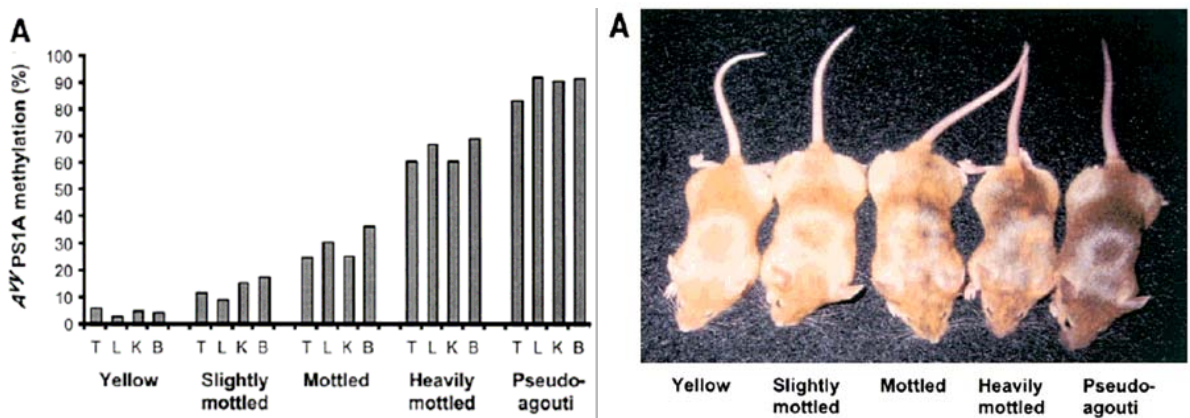 A
A
100
90
80
70
60
50
40
30
20
10
0
Aᵛʸ PS1A methylation (%)
T L K B T L K B T L K B T L K B T L K B
Yellow Slightly mottled Mottled Heavily mottled Pseudo-agouti
Yellow Slightly mottled Mottled Heavily mottled Pseudo-agouti